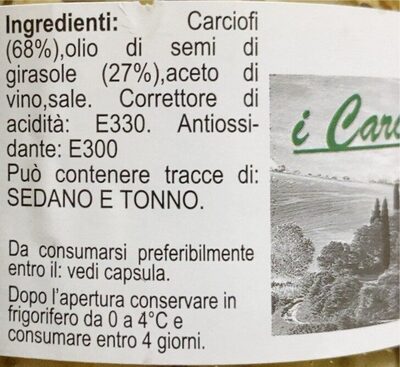 Ingredienti: Carciofi
(68%),olio di semi di
girasole (27%),aceto di
vino,sale. Correttore di
acidità: E330. Antiossi-
dante: E300
Può contenere tracce di:
SEDANO E TONNO.
Da consumarsi preferibilmente
entro il: vedi capsula.
Dopo l'apertura conservare in
frigorifero da 0 a 4°C e
consumare entro 4 giorni.
i Carc